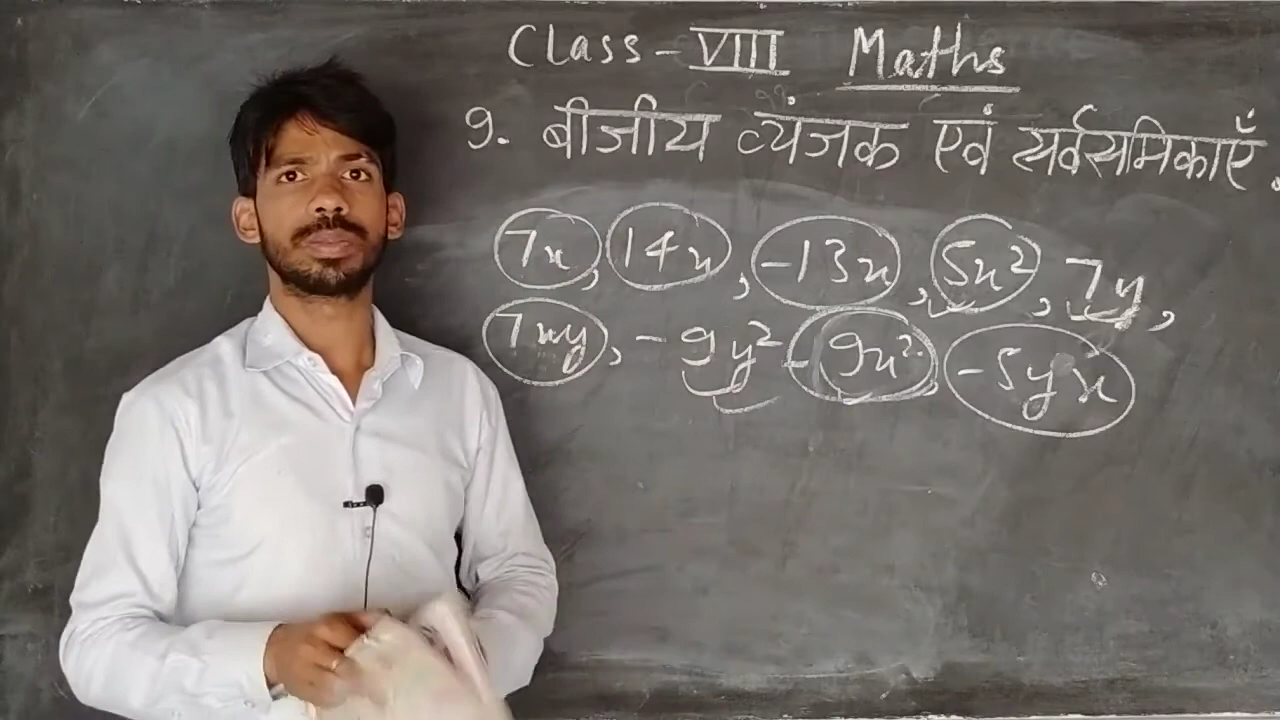 Class - VIII Maths
9. बीजीय व्यंजक एवं सर्वसमिकाएँ.
7x, 14x, -13x, 5x², 7y,
7xy, -9y² - 9x², -5yx